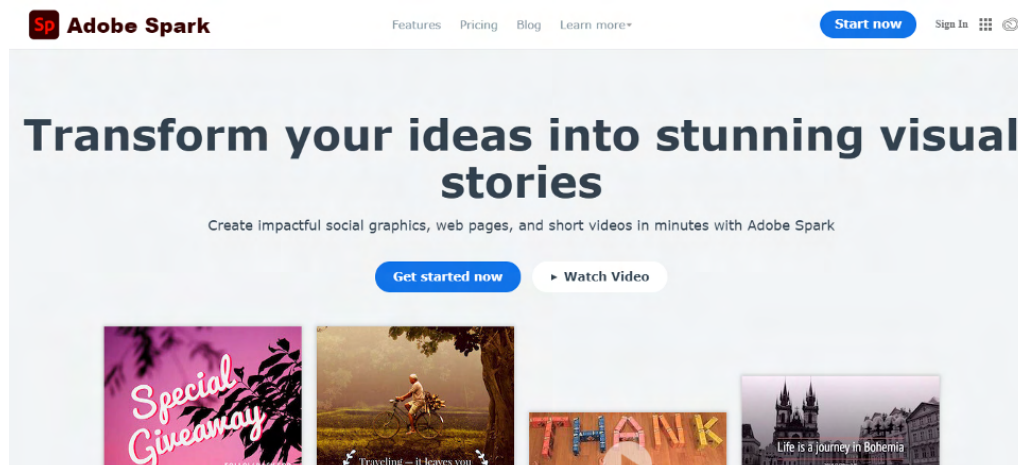 Sp Adobe Spark
Features Pricing Blog Learn more
Start now Sign In
Transform your ideas into stunning visual
stories
Create impactful social graphics, web pages, and short videos in minutes with Adobe Spark
Get started now
Watch Video
Special
Giveaway
Traveling — it leaves you
THANK
Life is a journey in Bohemia